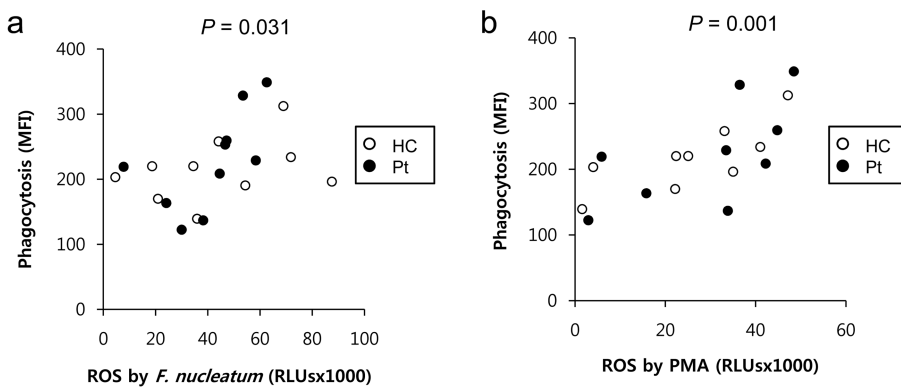 a
P = 0.031
400
300
200
100
0
Phagocytosis (MFI)
0 20 40 60 80 100
ROS by F. nucleatum (RLUsx1000)
HC
Pt
b
P = 0.001
400
300
200
100
0
Phagocytosis (MFI)
0 20 40 60
ROS by PMA (RLUsx1000)
HC
Pt